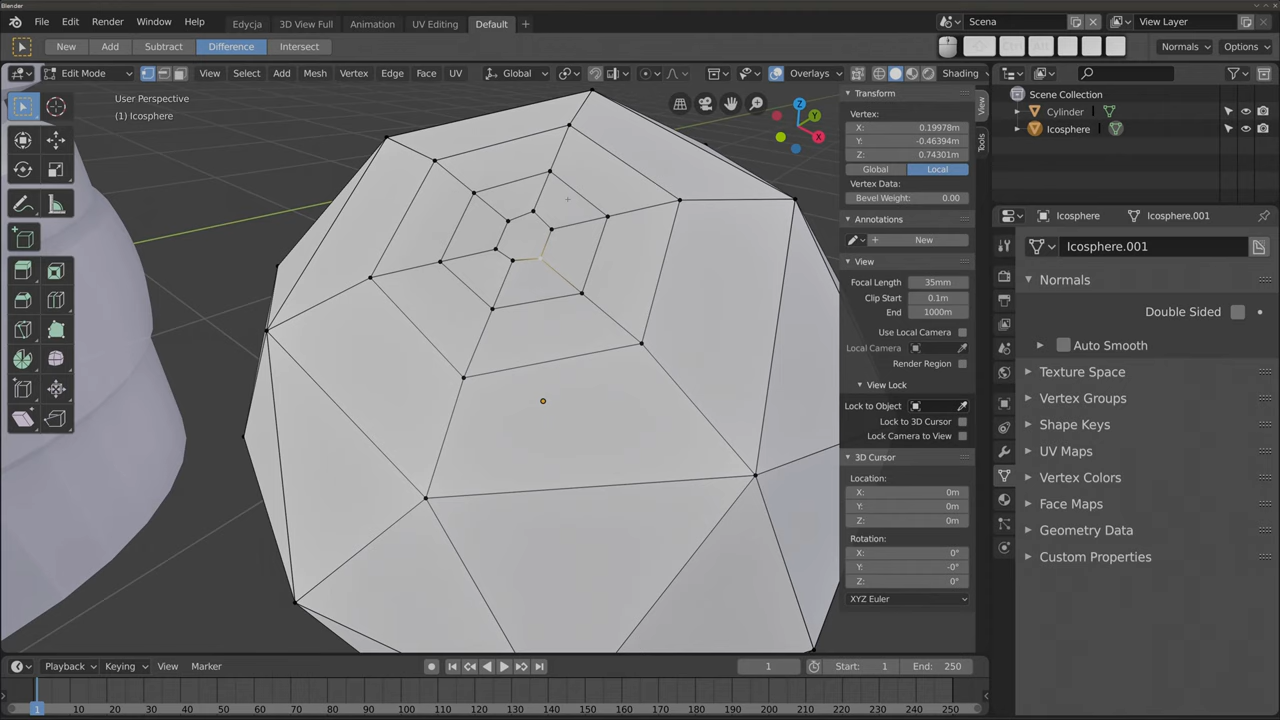 Blender
File Edit Render Window Help Edycja 3D View Full Animation UV Editing Default + Scena View Layer
New Add Subtract Difference Intersect Normals Options
Edit Mode View Select Add Mesh Vertex Edge Face UV Global Overlays Shading
User Perspective
(1) Icosphere
Z
Y
X
Transform
Vertex:
X: 0.19978m
Y: -0.46394m
Z: 0.74301m
Global Local
Vertex Data:
Bevel Weight: 0.00
Annotations
+ New
View
Focal Length 35mm
Clip Start 0.1m
End 1000m
Use Local Camera
Local Camera
Render Region
View Lock
Lock to Object
Lock to 3D Cursor
Lock Camera to View
3D Cursor
Location:
X: 0m
Y: 0m
Z: 0m
Rotation:
X: 0°
Y: -0°
Z: 0°
XYZ Euler
View
Tools
Scene Collection
Cylinder
Icosphere
Icosphere Icosphere.001
Icosphere.001
Normals
Double Sided
Auto Smooth
Texture Space
Vertex Groups
Shape Keys
UV Maps
Vertex Colors
Face Maps
Geometry Data
Custom Properties
Playback Keying View Marker 1 Start: 1 End: 250
1 10 20 30 40 50 60 70 80 90 100 110 120 130 140 150 160 170 180 190 200 210 220 230 240 250